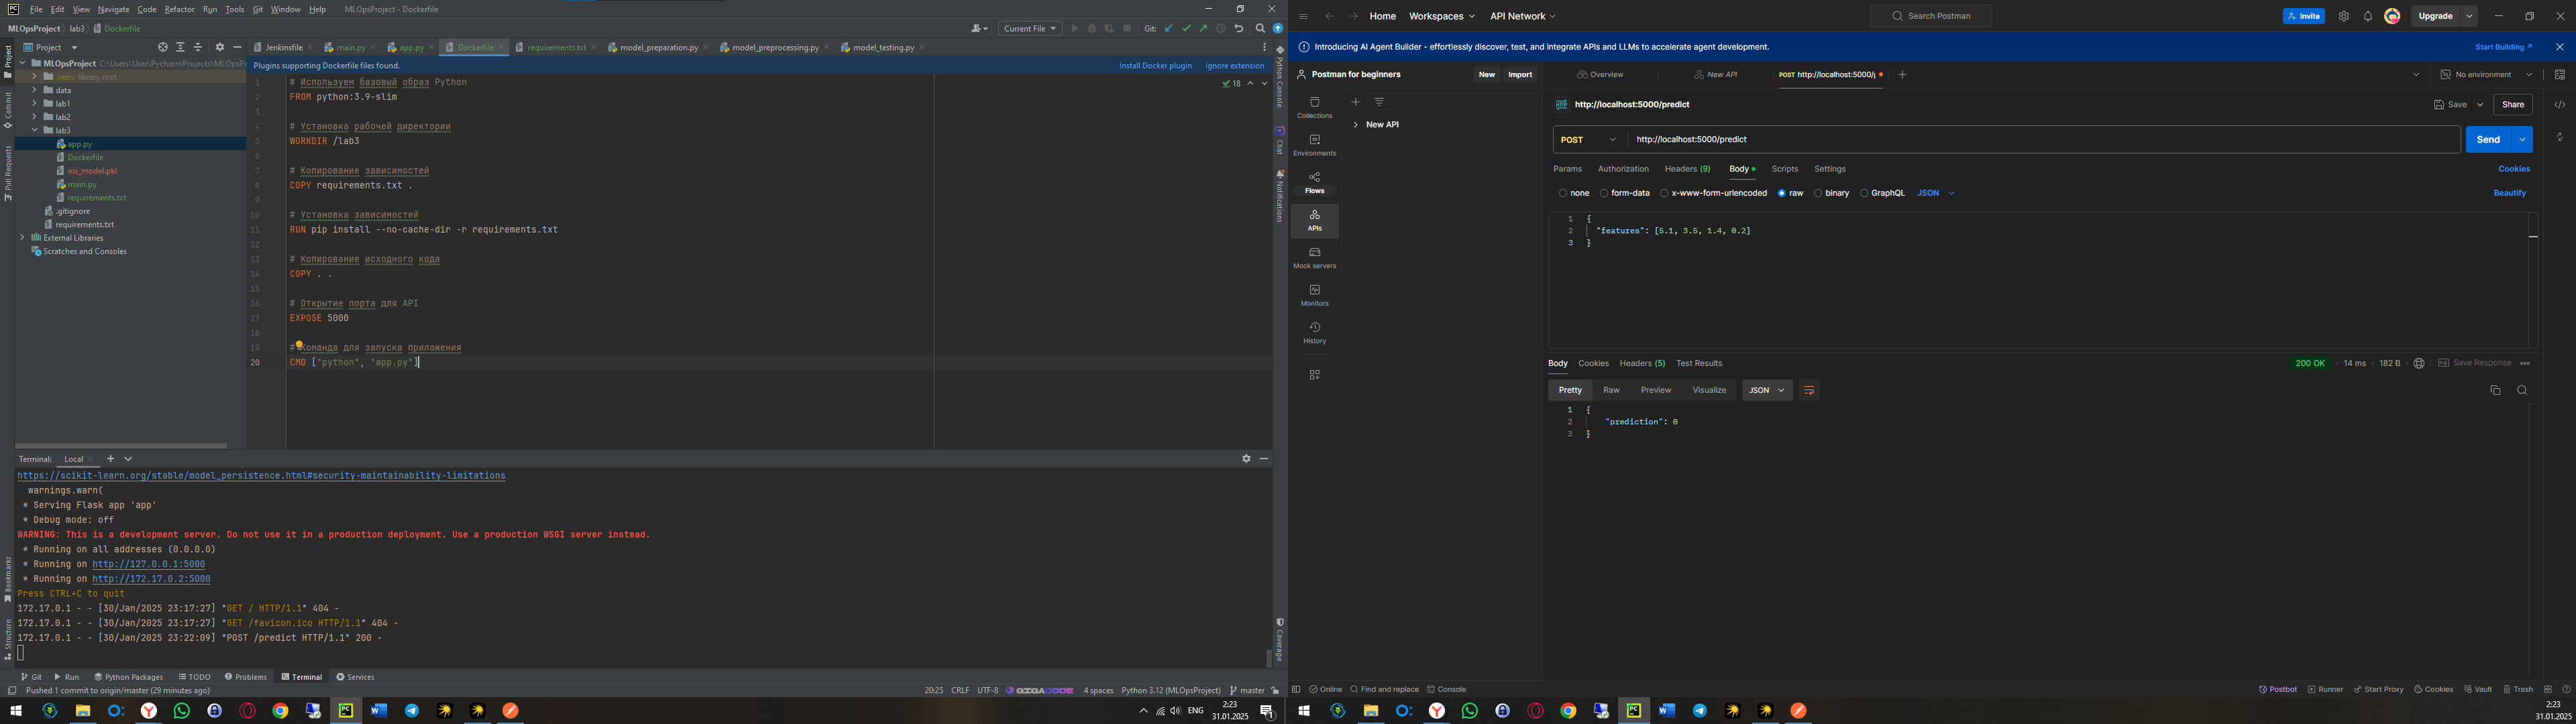 File Edit View Navigate Code Refactor Run Tools Git Window Help MLOpsProject - Dockerfile
MLOpsProject lab3 Dockerfile Current File Git:
Project Jenkinsfile main.py app.py Dockerfile requirements.txt model_preparation.py model_preprocessing.py model_testing.py
Plugins supporting Dockerfile files found. Install Docker plugin Ignore extension
MLOpsProject C:\Users\User\PycharmProjects\MLOpsP
.venv library root
data
lab1
lab2
lab3
app.py
Dockerfile
iris_model.pkl
main.py
requirements.txt
.gitignore
requirements.txt
External Libraries
Scratches and Consoles
Project
Commit
Pull Requests
Bookmarks
Structure
18
1 # Используем базовый образ Python
2 FROM python:3.9-slim
3
4 # Установка рабочей директории
5 WORKDIR /lab3
6
7 # Копирование зависимостей
8 COPY requirements.txt .
9
10 # Установка зависимостей
11 RUN pip install --no-cache-dir -r requirements.txt
12
13 # Копирование исходного кода
14 COPY . .
15
16 # Открытие порта для API
17 EXPOSE 5000
18
19 # Команда для запуска приложения
20 CMD ["python", "app.py"]
Python Console
Chat
Notifications
Coverage
Terminal: Local
https://scikit-learn.org/stable/model_persistence.html#security-maintainability-limitations
warnings.warn(
* Serving Flask app 'app'
* Debug mode: off
WARNING: This is a development server. Do not use it in a production deployment. Use a production WSGI server instead.
* Running on all addresses (0.0.0.0)
* Running on http://127.0.0.1:5000
* Running on http://172.17.0.2:5000
Press CTRL+C to quit
172.17.0.1 - - [30/Jan/2025 23:17:27] "GET / HTTP/1.1" 404 -
172.17.0.1 - - [30/Jan/2025 23:17:27] "GET /favicon.ico HTTP/1.1" 404 -
172.17.0.1 - - [30/Jan/2025 23:22:09] "POST /predict HTTP/1.1" 200 -
Git Run Python Packages TODO Problems Terminal Services
Pushed 1 commit to origin/master (29 minutes ago) 20:25 CRLF UTF-8 GIGACODE 4 spaces Python 3.12 (MLOpsProject) master
ENG 2:23
31.01.2025
1
Home Workspaces API Network Search Postman Invite Upgrade
Introducing AI Agent Builder - effortlessly discover, test, and integrate APIs and LLMs to accelerate agent development. Start Building
Postman for beginners New Import Overview New API POST http://localhost:5000/p No environment
Collections
Environments
Flows
APIs
Mock servers
Monitors
History
New API
HTTP http://localhost:5000/predict Save Share
POST http://localhost:5000/predict Send
Params Authorization Headers (9) Body Scripts Settings Cookies
none form-data x-www-form-urlencoded raw binary GraphQL JSON Beautify
1 {
2 "features": [5.1, 3.5, 1.4, 0.2]
3 }
Body Cookies Headers (5) Test Results 200 OK 14 ms 182 B Save Response
Pretty Raw Preview Visualize JSON
1 {
2 "prediction": 0
3 }
Online Find and replace Console Postbot Runner Start Proxy Cookies Vault Trash
2:23
31.01.2025